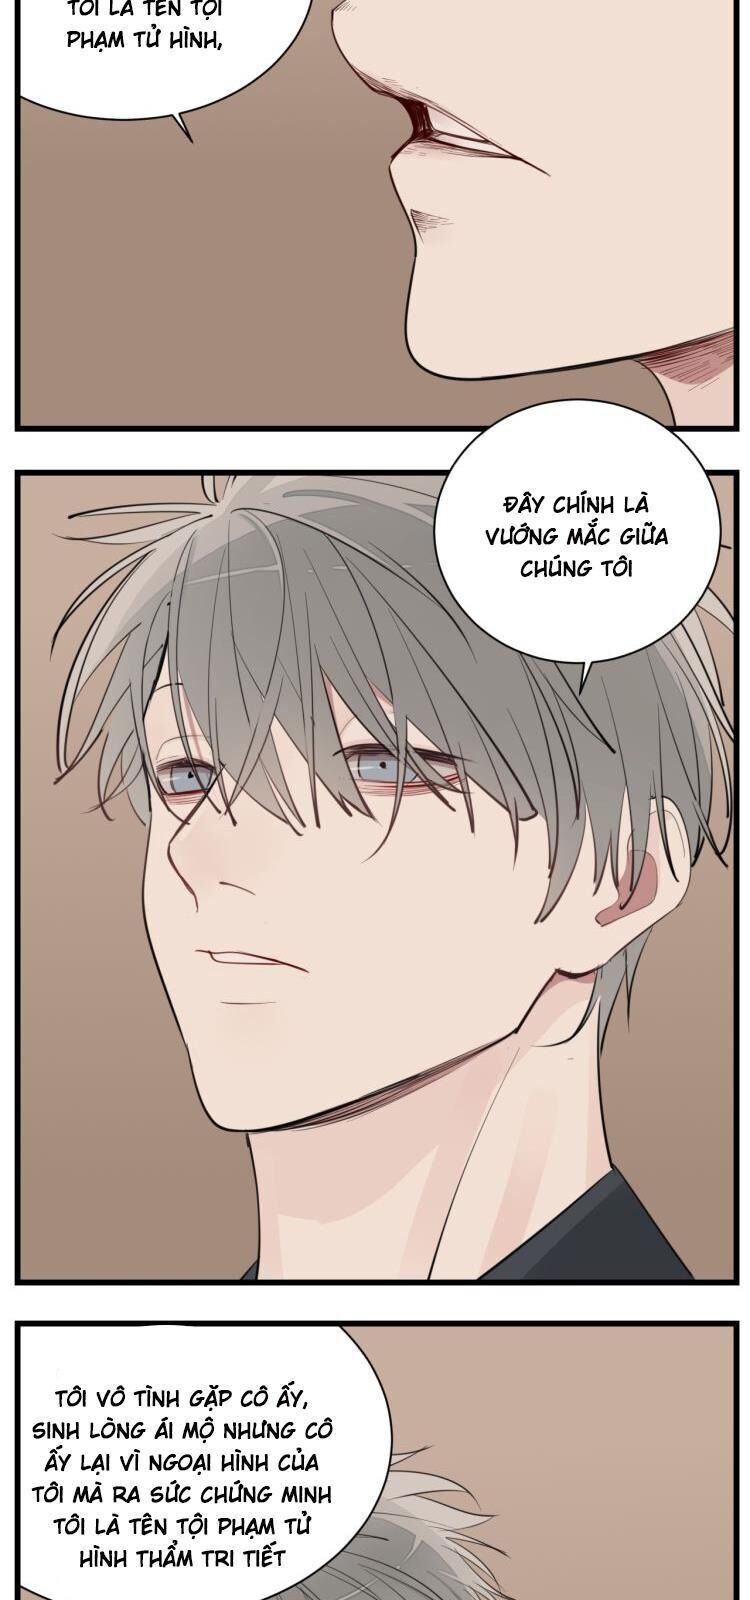 TÔI LÀ TÊN TỘI
PHẠM TỬ HÌNH,
ĐÂY CHÍNH LÀ
VƯỚNG MẮC GIỮA
CHÚNG TÔI
TÔI VÔ TÌNH GẶP CÔ ẤY,
SINH LÒNG ÁI MỘ NHƯNG CÔ
ẤY LẠI VÌ NGOẠI HÌNH CỦA
TÔI MÀ RA SỨC CHỨNG MINH
TÔI LÀ TÊN TỘI PHẠM TỬ
HÌNH THẨM TRI TIẾT